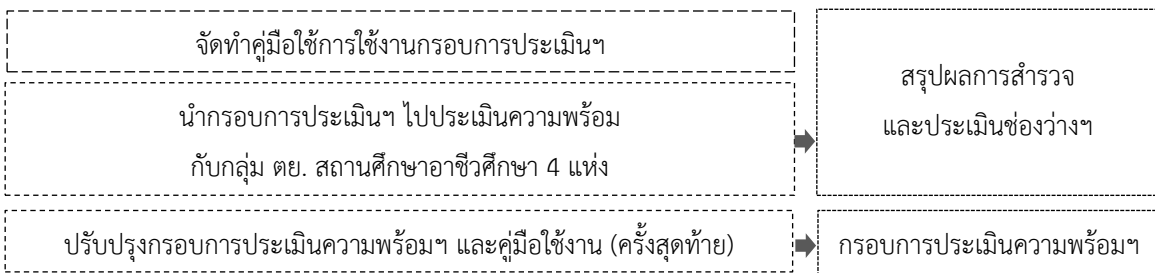 จัดทำคู่มือใช้การใช้งานกรอบการประเมินฯ
นำกรอบการประเมินฯ ไปประเมินความพร้อม
กับกลุ่ม ตย. สถานศึกษาอาชีวศึกษา 4 แห่ง
สรุปผลการสำรวจ
และประเมินช่องว่างฯ
ปรับปรุงกรอบการประเมินความพร้อมฯ และคู่มือใช้งาน (ครั้งสุดท้าย)
กรอบการประเมินความพร้อมฯ